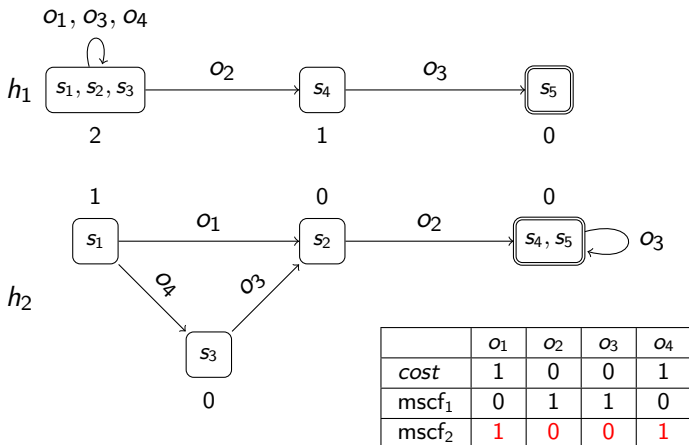 o₁, o₃, o₄
h₁ s₁, s₂, s₃ o₂ s₄ o₃ s₅
2 1 0
1 0 0
s₁ o₁ s₂ o₂ s₄, s₅ o₃
o₄ o₃
h₂
s₃
0
o₁ o₂ o₃ o₄
cost 1 0 0 1
mscf₁ 0 1 1 0
mscf₂ 1 0 0 1